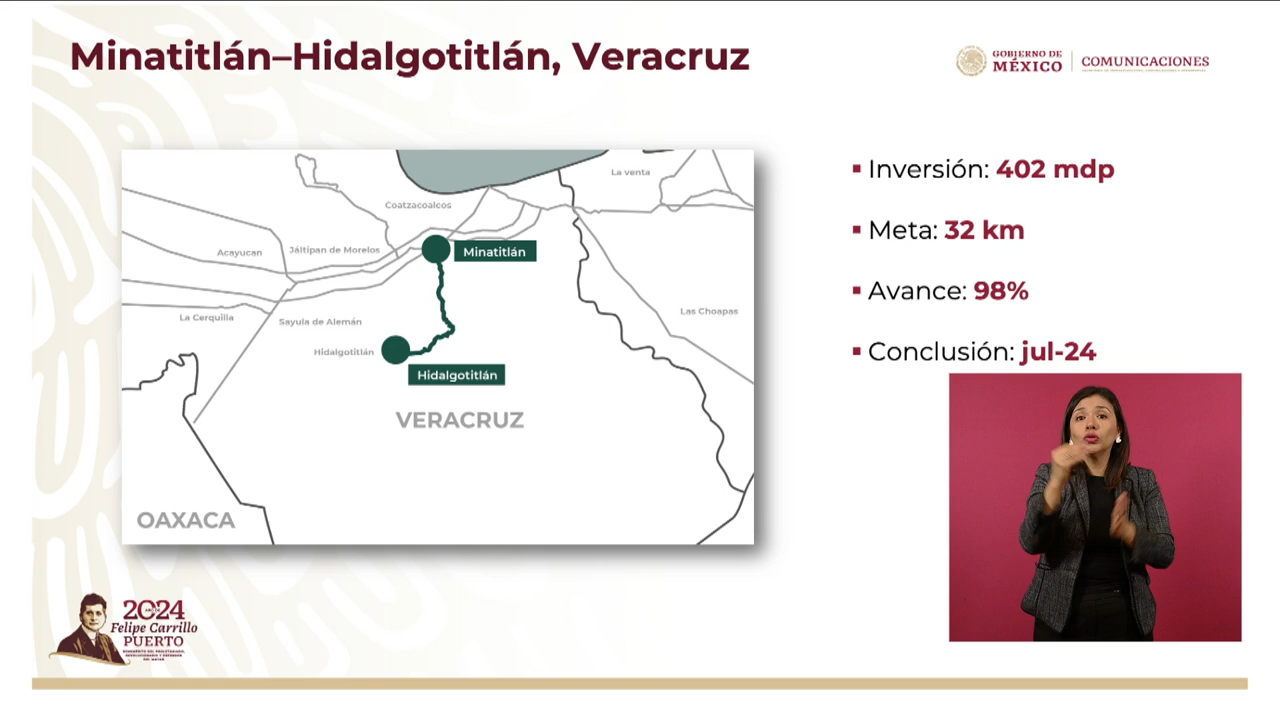 Minatitlán–Hidalgotitlán, Veracruz
GOBIERNO DE
MÉXICO
COMUNICACIONES
Inversión: 402 mdp
Meta: 32 km
Avance: 98%
Conclusión: jul-24
La venta
Coatzacoalcos
Acayucan
Jáltipan de Morelos
Minatitlán
La Cerquilla
Sayula de Alemán
Las Choapas
Hidalgotitlán
Hidalgotitlán
VERACRUZ
OAXACA
2024
AÑO DE
Felipe Carrillo
PUERTO